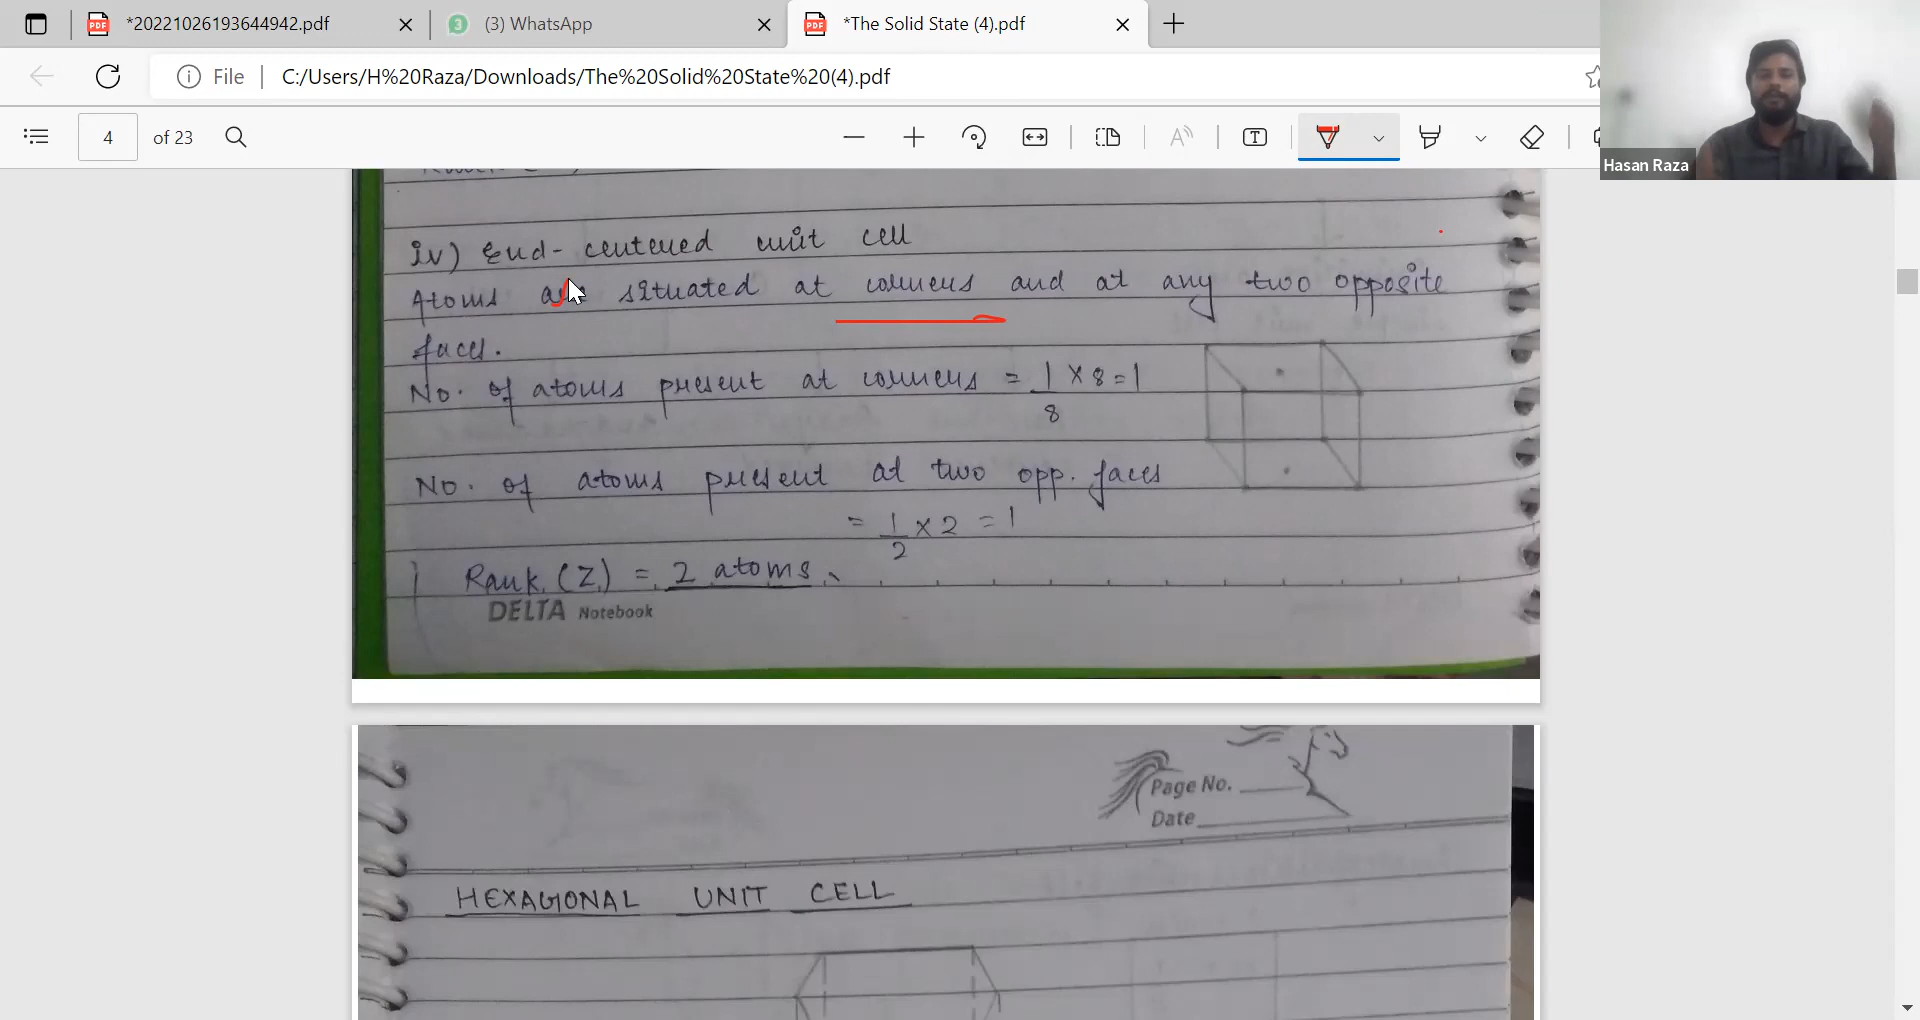 *20221026193644942.pdf
3
(3) WhatsApp
*The Solid State (4).pdf
File
C:/Users/H%20Raza/Downloads/The%20Solid%20State%20(4).pdf
4
of 23
Hasan Raza
iv) End-centered unit cell
Atoms are situated at corners and at any two opposite
faces.
No. of atoms present at corners = 1/8 × 8 = 1
No. of atoms present at two opp. faces
= 1/2 × 2 = 1
Rank (Z) = 2 atoms.
DELTA Notebook
Page No.
Date
HEXAGONAL UNIT CELL